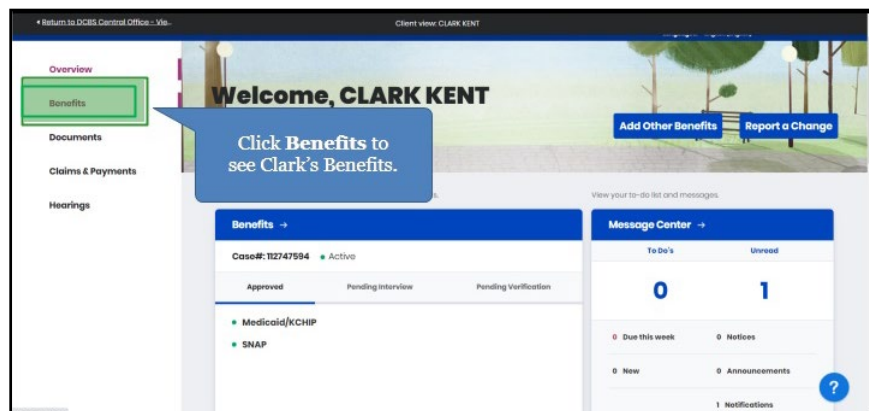 Return to DCBS Central Office - Vie..
Client view: CLARK KENT
Overview
Benefits
Documents
Claims & Payments
Hearings
Welcome, CLARK KENT
Add Other Benefits
Report a Change
Click Benefits to
see Clark's Benefits.
View your to-do list and messages.
Benefits →
Case#: 112747594 • Active
Approved
Pending Interview
Pending Verification
• Medicaid/KCHIP
• SNAP
Message Center →
To Do's
Unread
0
1
0 Due this week
0 Notices
0 New
0 Announcements
1 Notifications
?